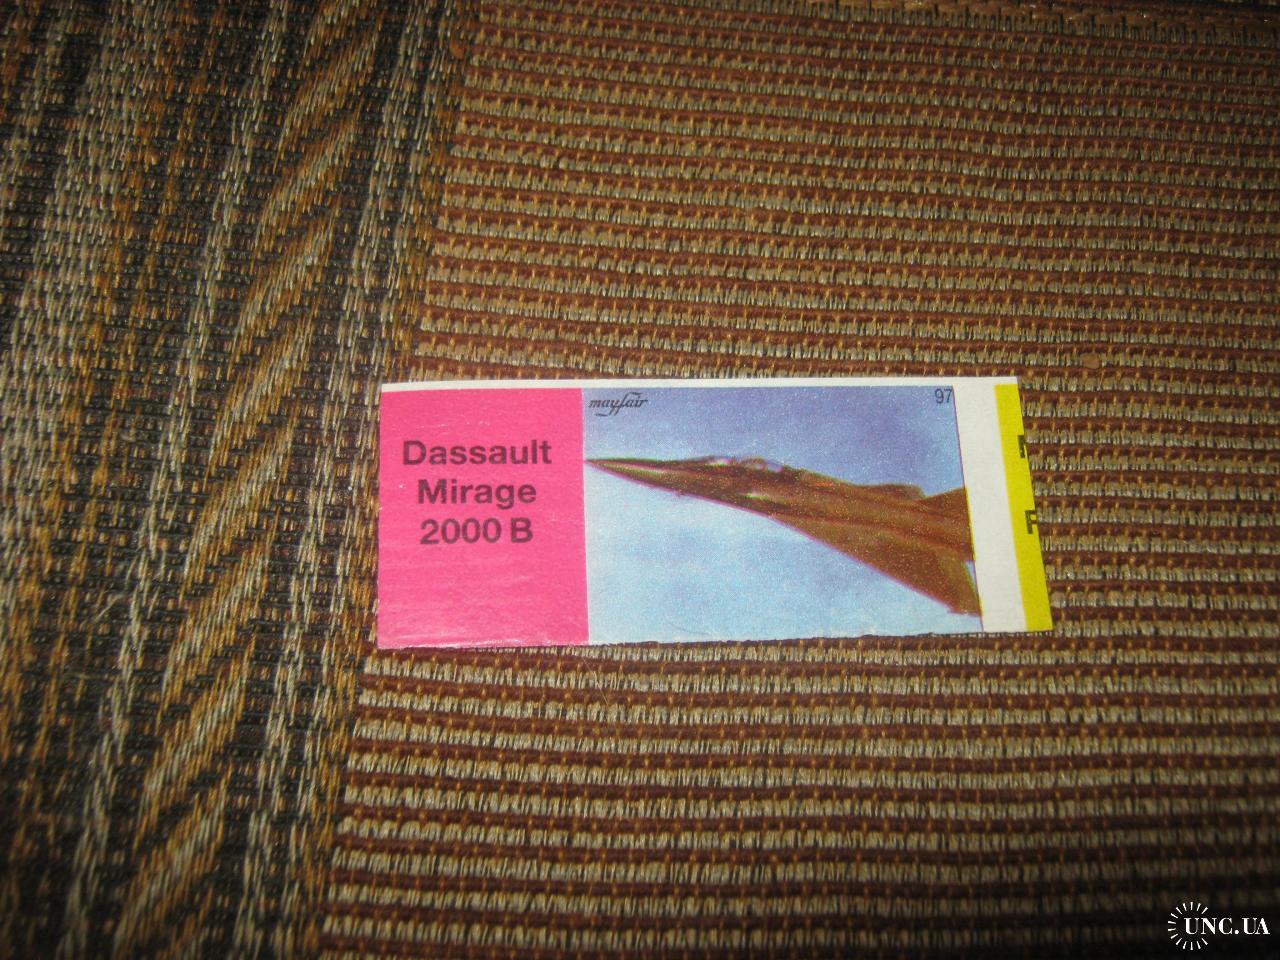 Dassault
Mirage
2000 B
mayfair
97
UNC.UA